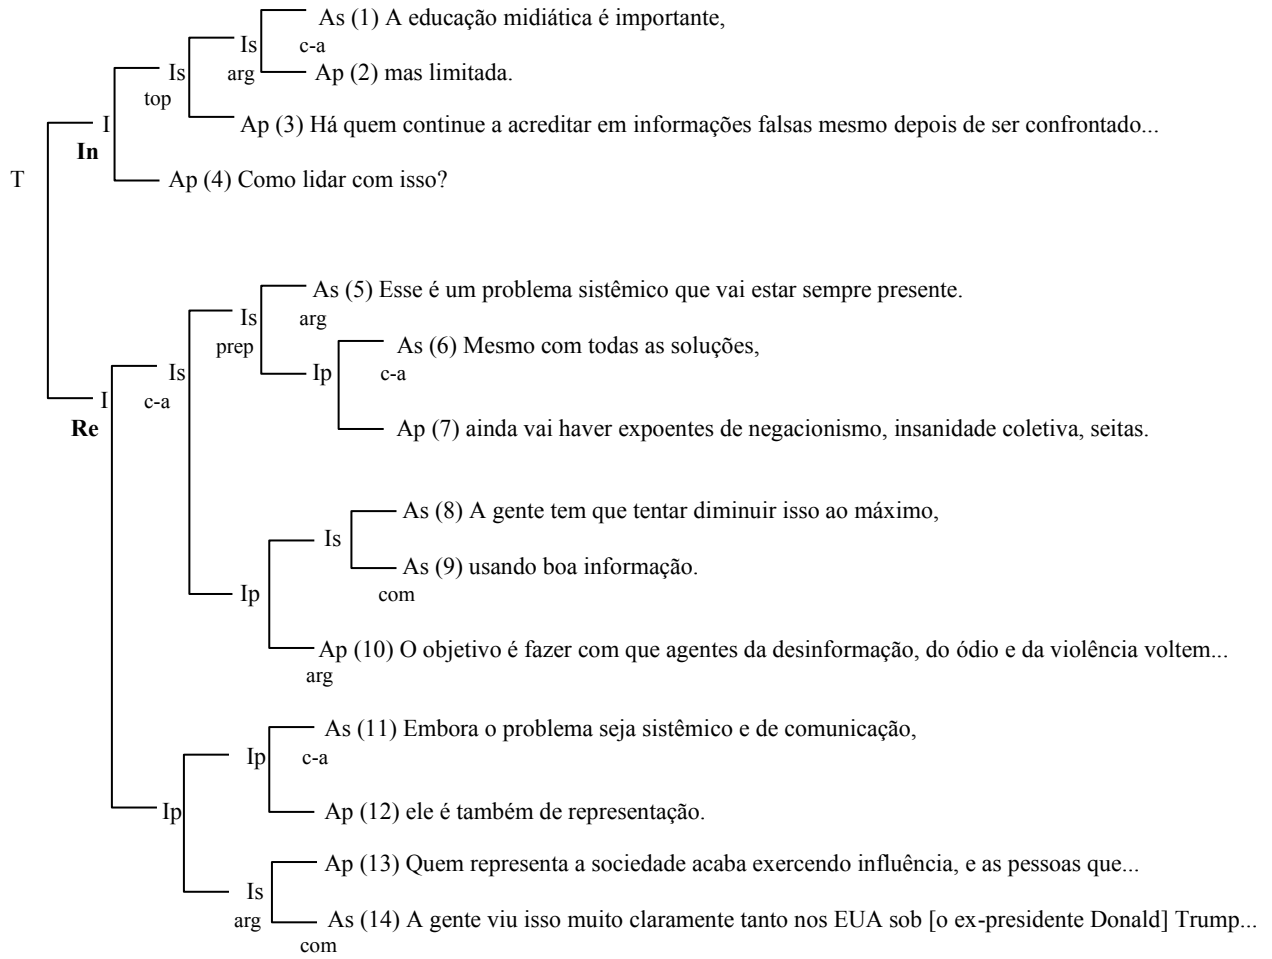 As (1) A educação midiática é importante,
Is c-a
Is arg Ap (2) mas limitada.
top
I Ap (3) Há quem continue a acreditar em informações falsas mesmo depois de ser confrontado...
In
T Ap (4) Como lidar com isso?
As (5) Esse é um problema sistêmico que vai estar sempre presente.
Is arg
prep As (6) Mesmo com todas as soluções,
Is Ip c-a
I c-a
Re Ap (7) ainda vai haver expoentes de negacionismo, insanidade coletiva, seitas.
As (8) A gente tem que tentar diminuir isso ao máximo,
Is
As (9) usando boa informação.
Ip com
Ap (10) O objetivo é fazer com que agentes da desinformação, do ódio e da violência voltem...
arg
As (11) Embora o problema seja sistêmico e de comunicação,
Ip c-a
Ip Ap (12) ele é também de representação.
Ap (13) Quem representa a sociedade acaba exercendo influência, e as pessoas que...
Is
arg As (14) A gente viu isso muito claramente tanto nos EUA sob [o ex-presidente Donald] Trump...
com